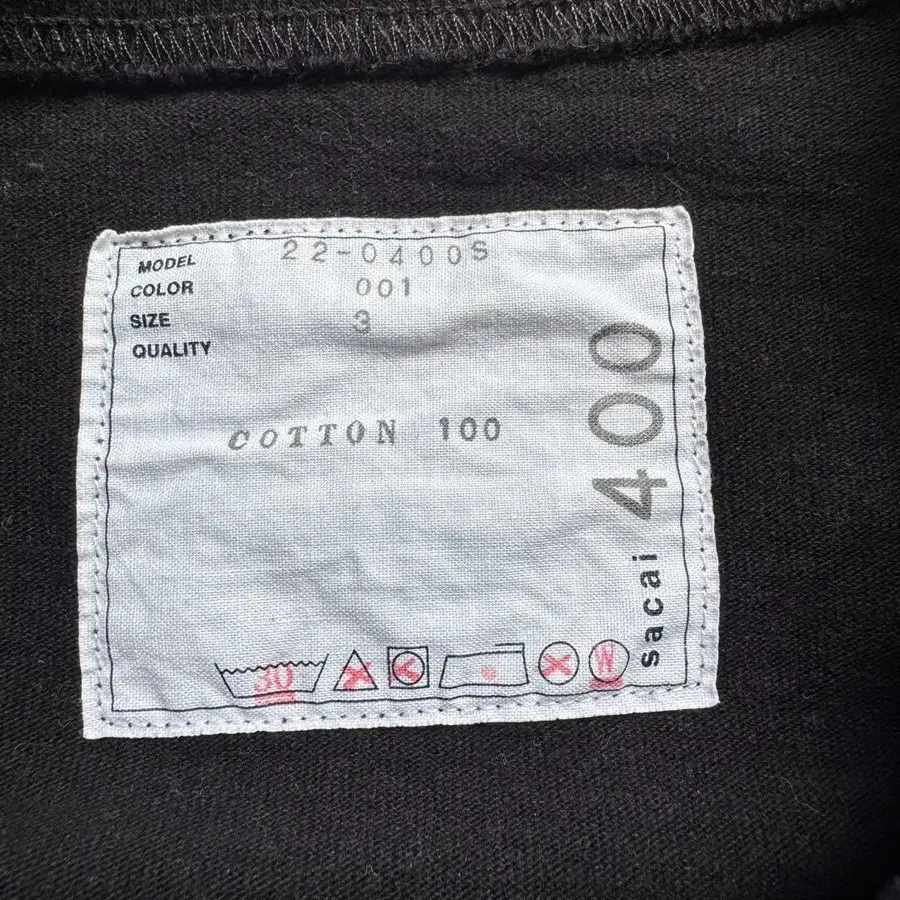 MODEL 22-0400S
COLOR 001
SIZE 3
QUALITY
COTTON 100
sacai 400
30 W